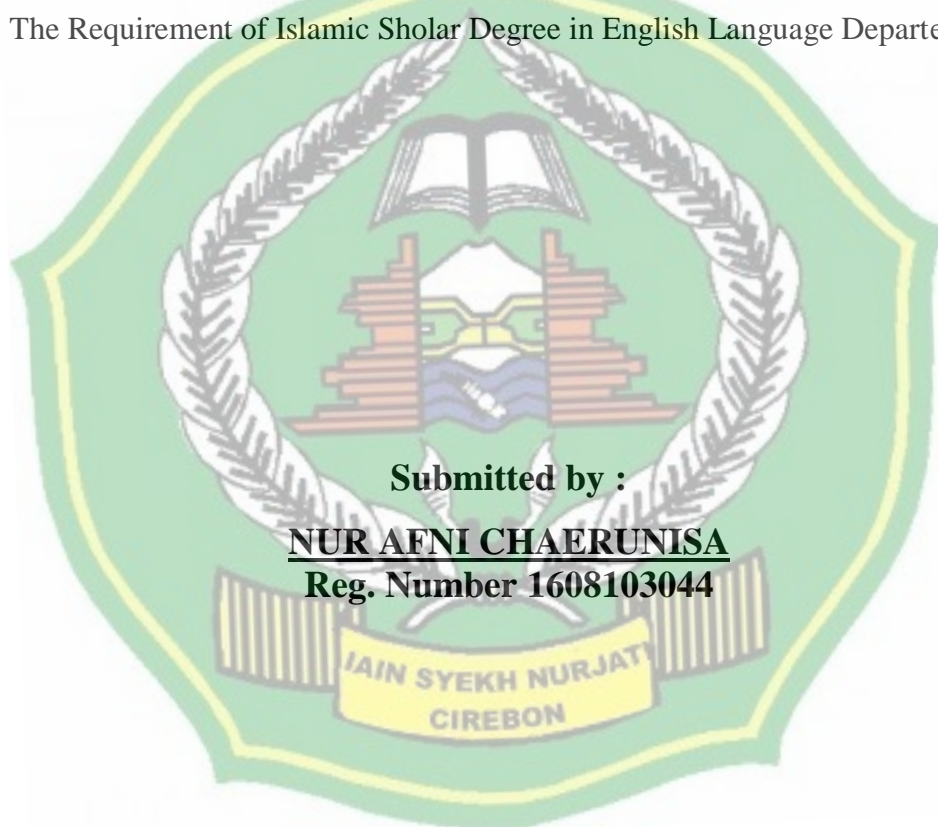 The Requirement of Islamic Sholar Degree in English Language Departe
Submitted by :
NUR AFNI CHAERUNISA
Reg. Number 1608103044
IAIN SYEKH NURJATI
CIREBON